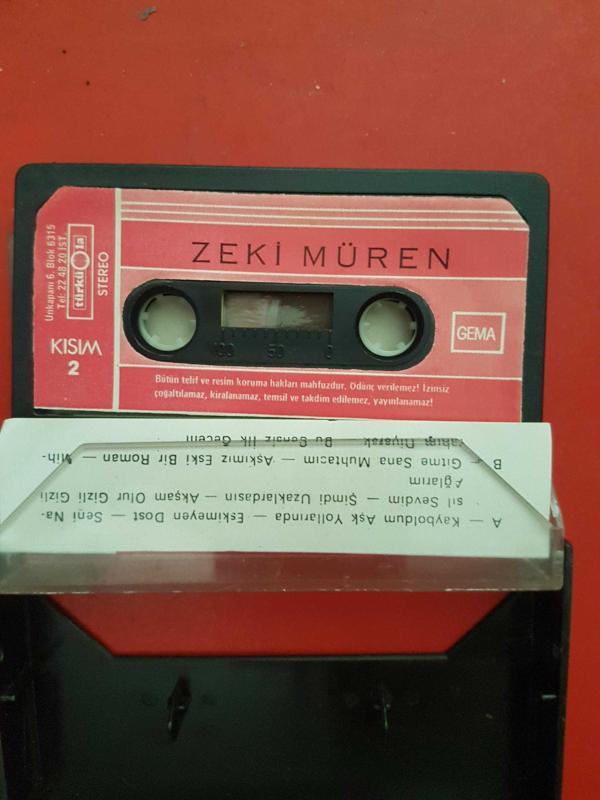 Unkapanı 6. Blok 6315
Tel: 22 48 20 İST.
türküola
STEREO
ZEKİ MÜREN
KISIM
2
100 50 0
GEMA
Bütün telif ve resim koruma hakları mahfuzdur. Ödünç verilemez! İzinsiz
çoğaltılamaz, kiralanamaz, temsil ve takdim edilemez, yayınlanamaz!
A — Kayboldum Aşk Yollarında — Eskimeyen Dost — Seni Na-
sıl Sevdim — Şimdi Uzaklardasın — Akşam Olur Gizli Gizli
Ağlarım
B — Gitme Sana Muhtacım — Aşkımız Eski Bir Roman — Mih-
rabım Diyerek — Bu Sensiz İlk Gecem